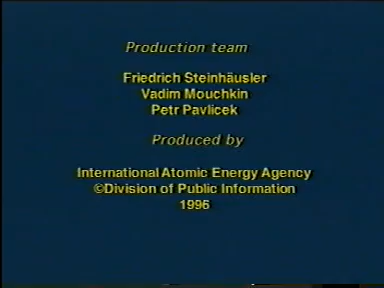 Production team
Friedrich Steinhäusler
Vadim Mouchkin
Petr Pavlicek
Produced by
International Atomic Energy Agency
©Division of Public Information
1996